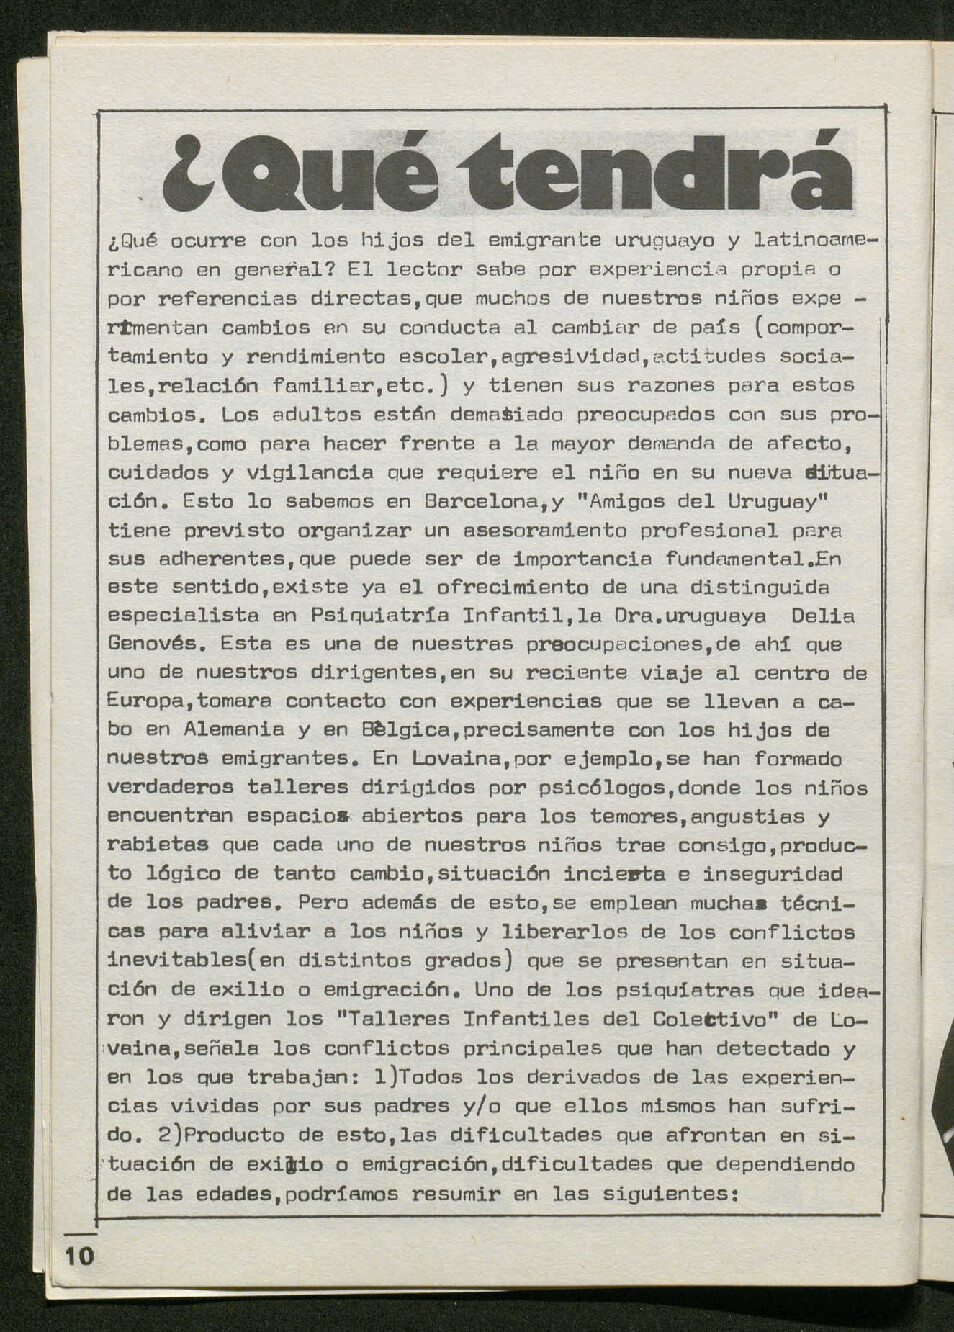 ¿Qué tendrá
¿Qué ocurre con los hijos del emigrante uruguayo y latinoame-
ricano en general? El lector sabe por experiencia propia o
por referencias directas,que muchos de nuestros niños expe -
rimentan cambios en su conducta al cambiar de país (compor-
tamiento y rendimiento escolar,agresividad,actitudes socia-
les,relación familiar,etc.) y tienen sus razones para estos
cambios. Los adultos están demasiado preocupados con sus pro-
blemas,como para hacer frente a la mayor demanda de afecto,
cuidados y vigilancia que requiere el niño en su nueva situa-
ción. Esto lo sabemos en Barcelona,y "Amigos del Uruguay"
tiene previsto organizar un asesoramiento profesional para
sus adherentes,que puede ser de importancia fundamental.En
este sentido,existe ya el ofrecimiento de una distinguida
especialista en Psiquiatría Infantil,la Dra.uruguaya Delia
Genovés. Esta es una de nuestras preocupaciones,de ahí que
uno de nuestros dirigentes,en su reciente viaje al centro de
Europa,tomara contacto con experiencias que se llevan a ca-
bo en Alemania y en Bèlgica,precisamente con los hijos de
nuestros emigrantes. En Lovaina,por ejemplo,se han formado
verdaderos talleres dirigidos por psicólogos,donde los niños
encuentran espacios abiertos para los temores,angustias y
rabietas que cada uno de nuestros niños trae consigo,produc-
to lógico de tanto cambio,situación incierta e inseguridad
de los padres. Pero además de esto,se emplean muchas técni-
cas para aliviar a los niños y liberarlos de los conflictos
inevitables(en distintos grados) que se presentan en situa-
ción de exilio o emigración. Uno de los psiquíatras que idea-
ron y dirigen los "Talleres Infantiles del Colectivo" de Lo-
vaina,señala los conflictos principales que han detectado y
en los que trabajan: 1)Todos los derivados de las experien-
cias vividas por sus padres y/o que ellos mismos han sufri-
do. 2)Producto de esto,las dificultades que afrontan en si-
tuación de exilio o emigración,dificultades que dependiendo
de las edades,podríamos resumir en las siguientes:
10